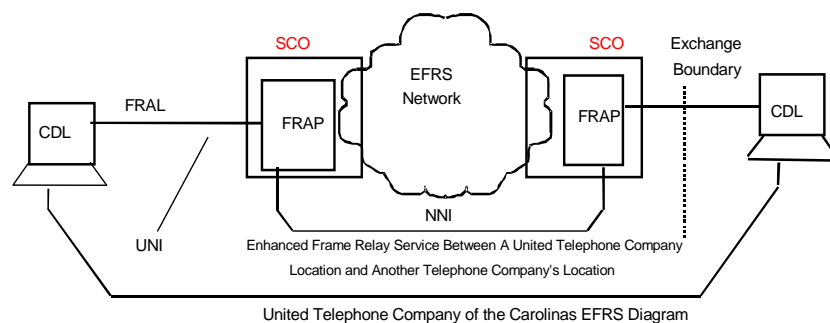 SCO
SCO
Exchange
Boundary
EFRS
Network
FRAL
CDL
FRAP
FRAP
CDL
UNI
NNI
Enhanced Frame Relay Service Between A United Telephone Company
Location and Another Telephone Company's Location
United Telephone Company of the Carolinas EFRS Diagram